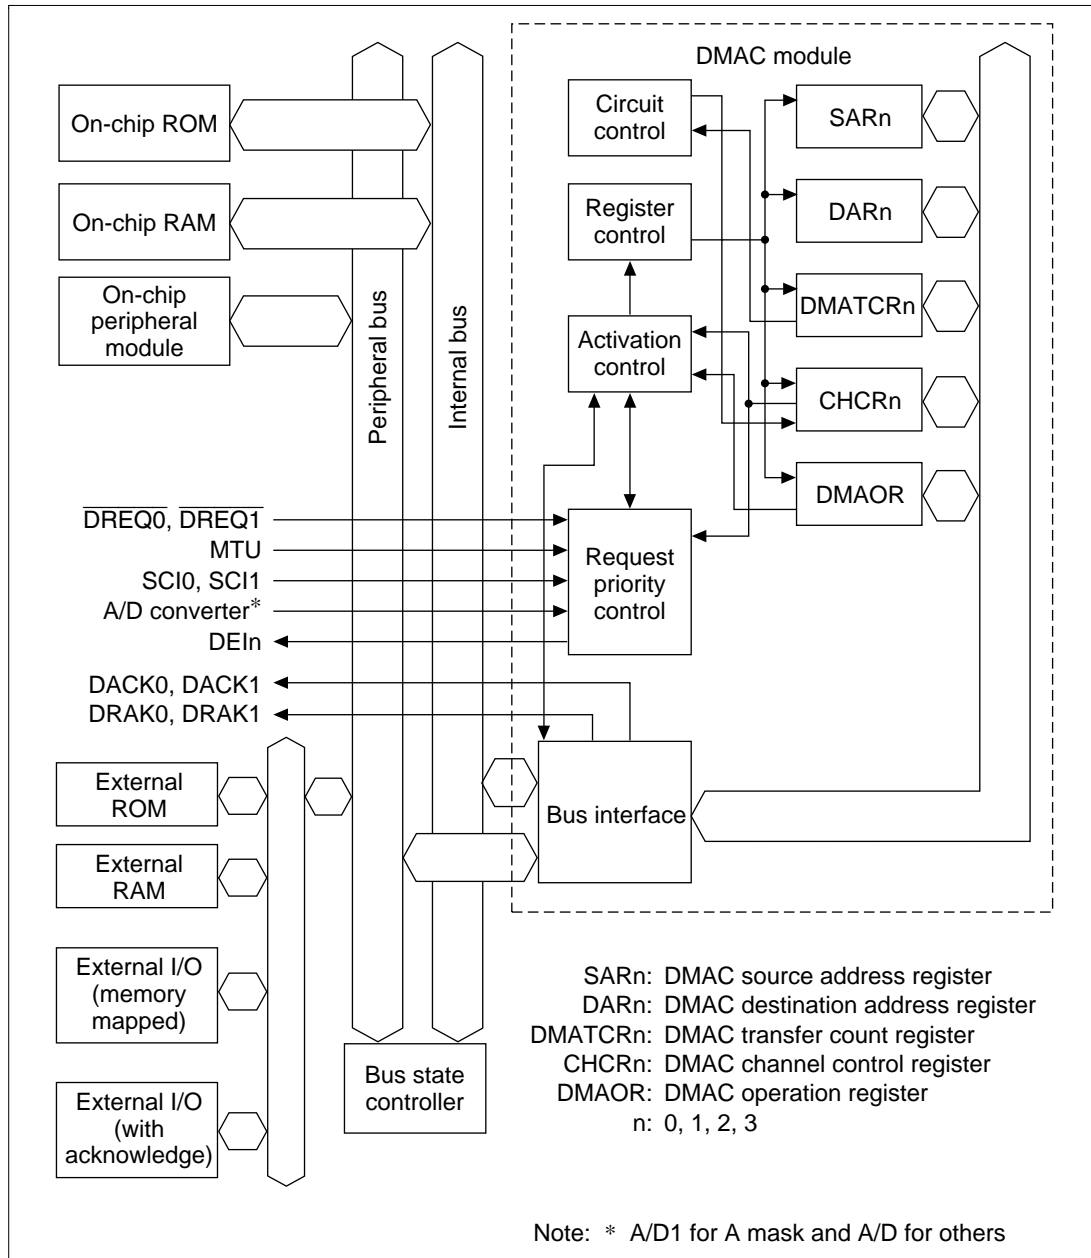 DMAC module
On-chip ROM
Circuit
control
SARn
On-chip RAM
Register
control
DARn
On-chip
peripheral
module
Peripheral bus
Internal bus
Activation
control
DMATCRn
CHCRn
DMAOR
DREQ0, DREQ1
MTU
SCI0, SCI1
A/D converter*
DEIn
Request
priority
control
DACK0, DACK1
DRAK0, DRAK1
External
ROM
Bus interface
External
RAM
External I/O
(memory
mapped)
External I/O
(with
acknowledge)
Bus state
controller
SARn: DMAC source address register
DARn: DMAC destination address register
DMATCRn: DMAC transfer count register
CHCRn: DMAC channel control register
DMAOR: DMAC operation register
n: 0, 1, 2, 3
Note: * A/D1 for A mask and A/D for others